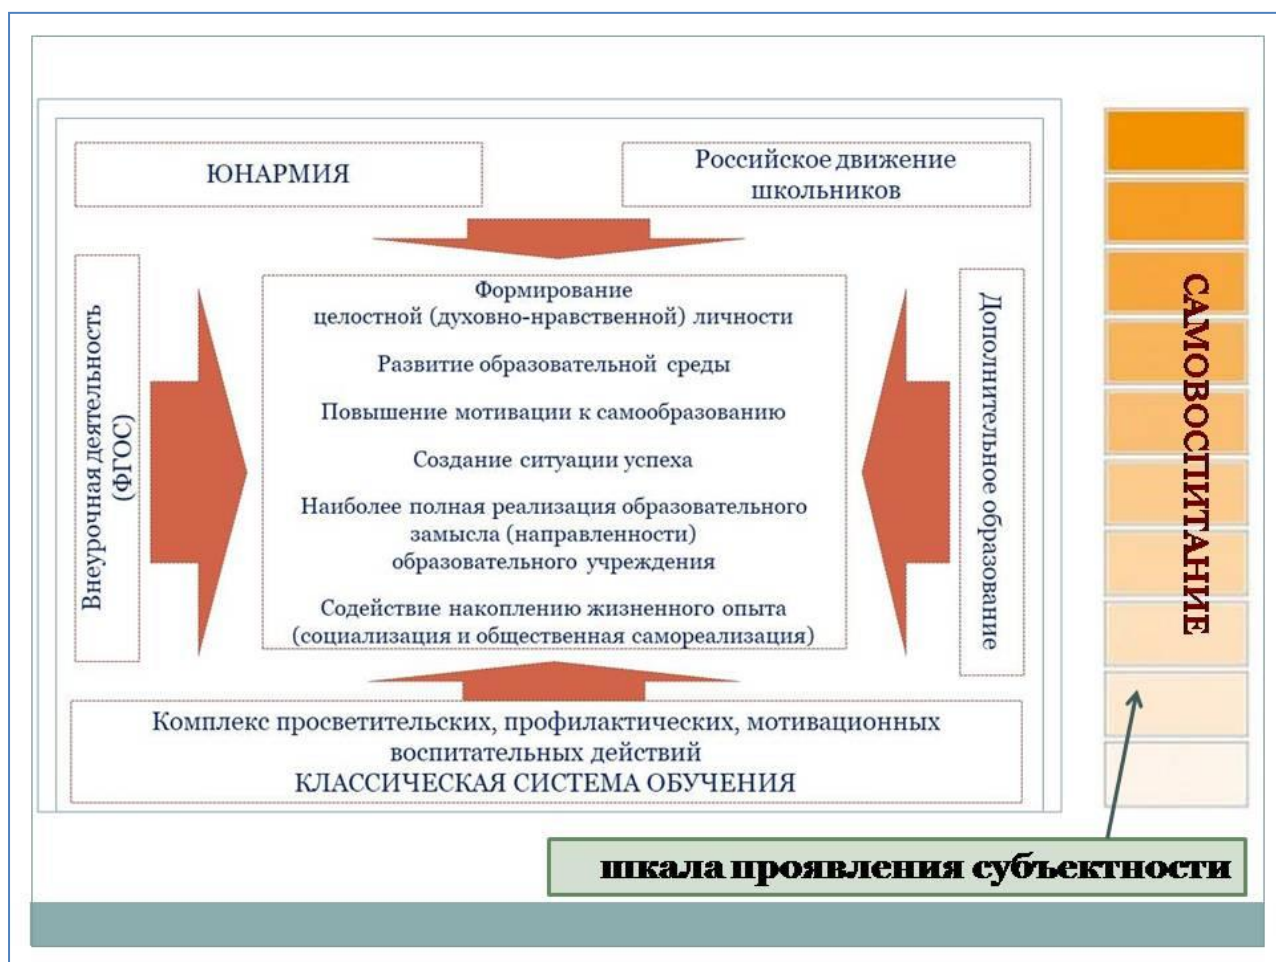 ЮНАРМИЯ
Российское движение
школьников
Внеурочная деятельность
(ФГОС)
Формирование
целостной (духовно-нравственной) личности
Развитие образовательной среды
Повышение мотивации к самообразованию
Создание ситуации успеха
Наиболее полная реализация образовательного
замысла (направленности)
образовательного учреждения
Содействие накоплению жизненного опыта
(социализация и общественная самореализация)
Дополнительное образование
Комплекс просветительских, профилактических, мотивационных
воспитательных действий
КЛАССИЧЕСКАЯ СИСТЕМА ОБУЧЕНИЯ
САМОВОСПИТАНИЕ
шкала проявления субъектности